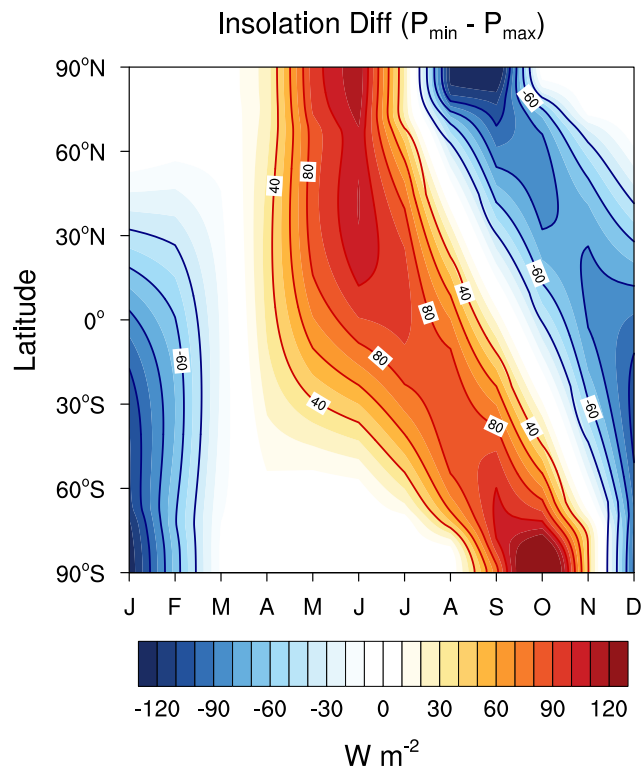 Insolation Diff (Pmin - Pmax)
90°N
-60
60°N
40
80
30°N
-60
40
Latitude
0°
80
-60
80
30°S
40
80
40
-60
60°S
90°S
J F M A M J J A S O N D
-120 -90 -60 -30 0 30 60 90 120
W m-2